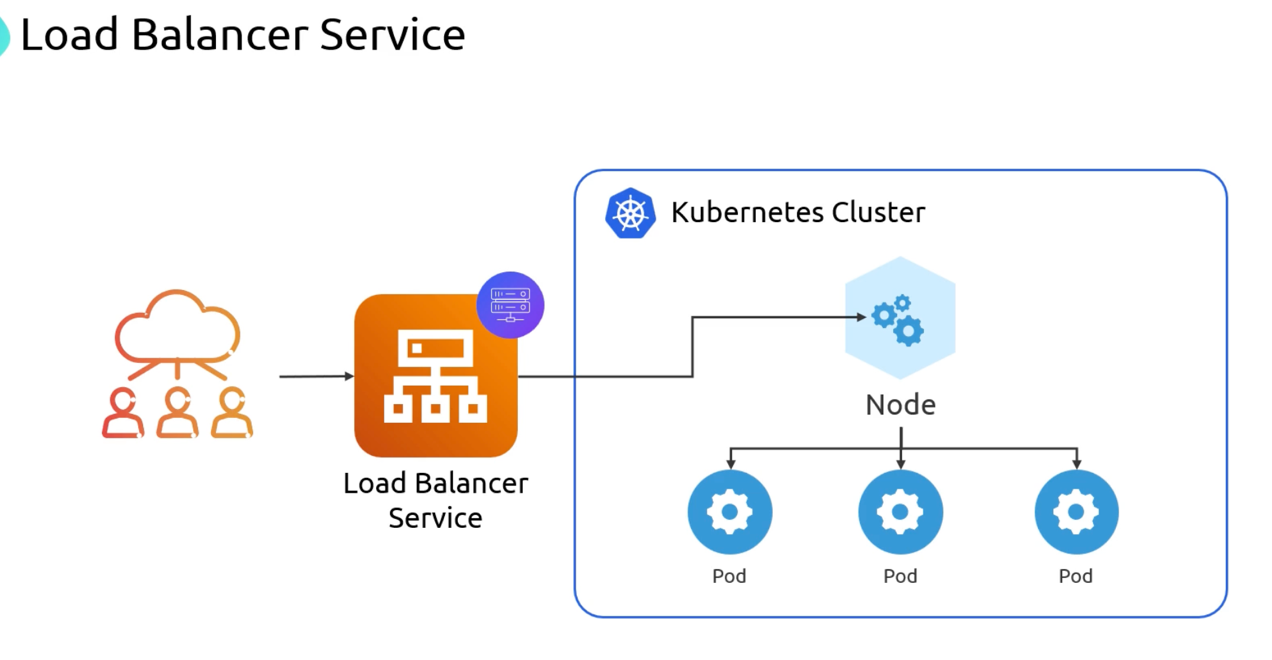 Load Balancer Service
Kubernetes Cluster
Load Balancer
Service
Node
Pod
Pod
Pod